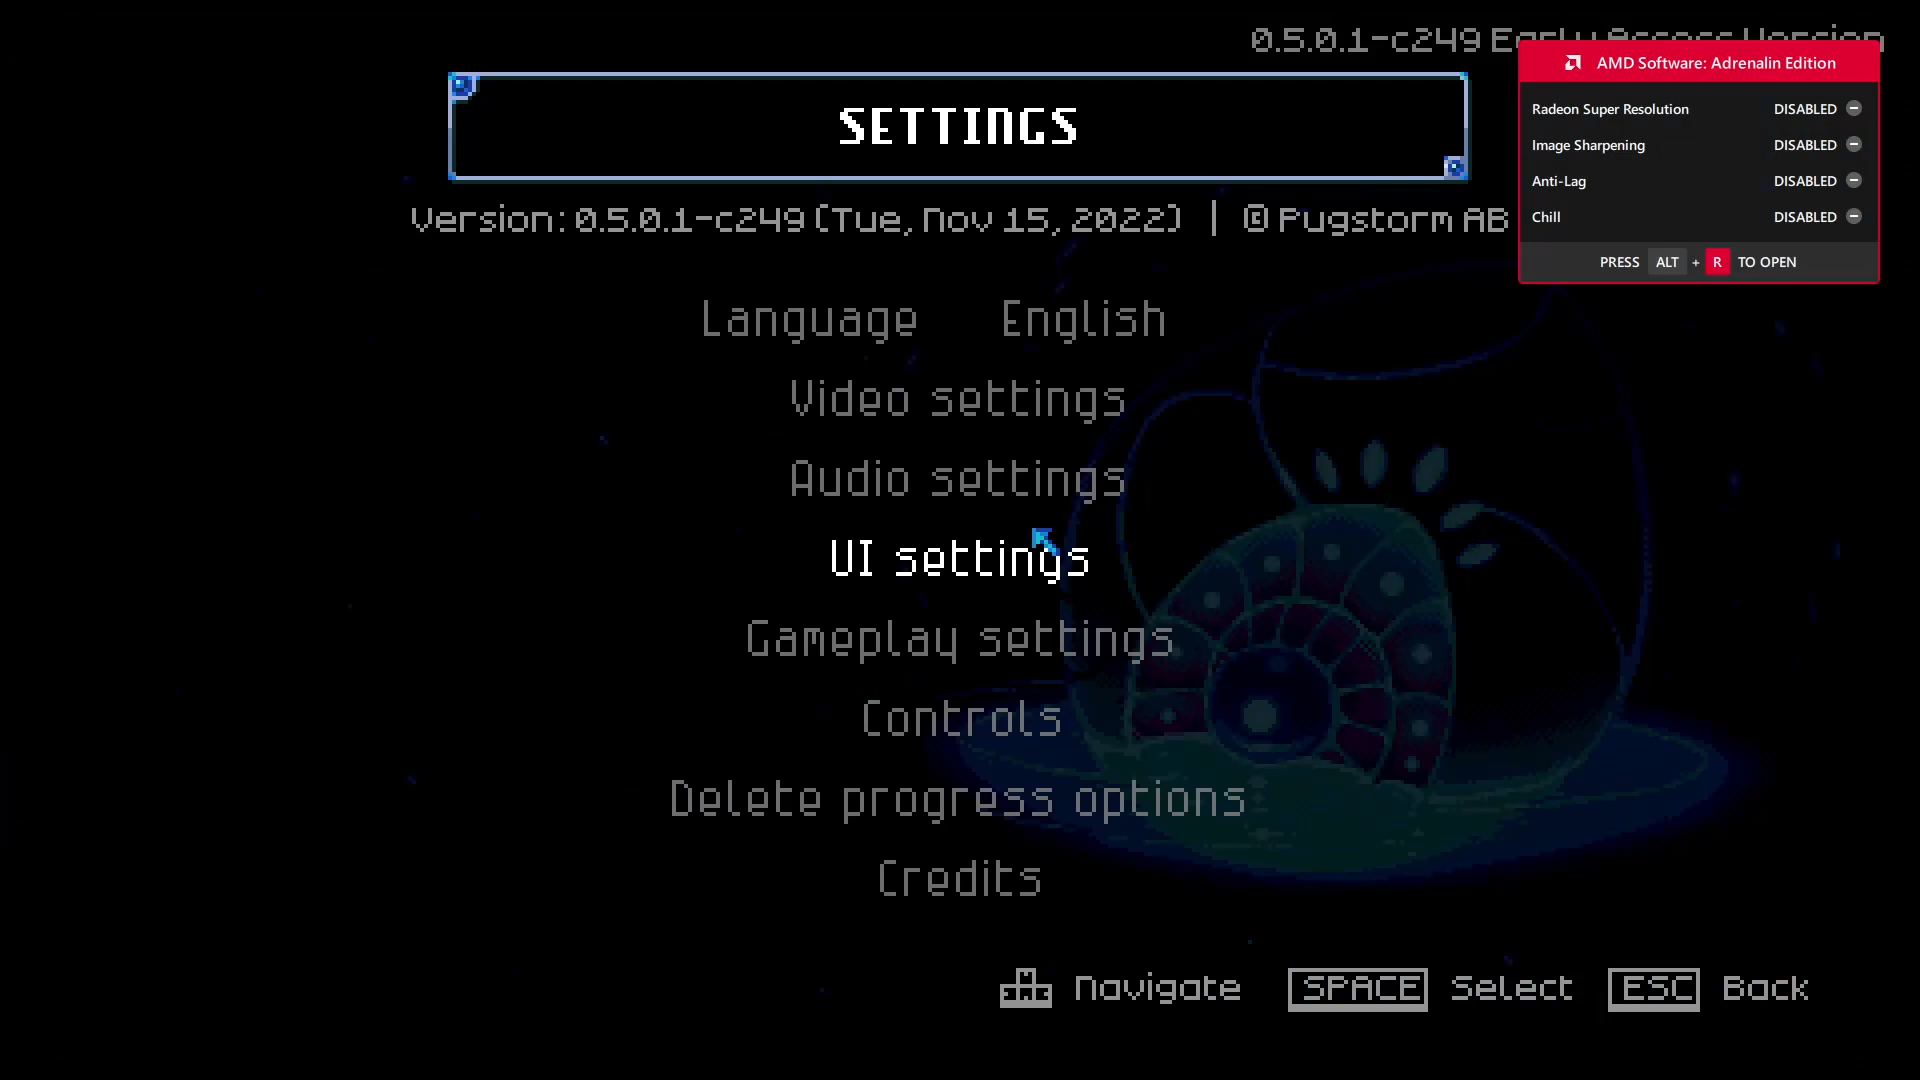 0.5.0.1-c249 Early Access Version
AMD Software: Adrenalin Edition
Radeon Super Resolution DISABLED
Image Sharpening DISABLED
Anti-Lag DISABLED
Chill DISABLED
PRESS ALT + R TO OPEN
SETTINGS
Version: 0.5.0.1-c249 (Tue, Nov 15, 2022) | © Pugstorm AB
Language English
Video settings
Audio settings
UI settings
Gameplay settings
Controls
Delete progress options
Credits
Navigate SPACE Select ESC Back